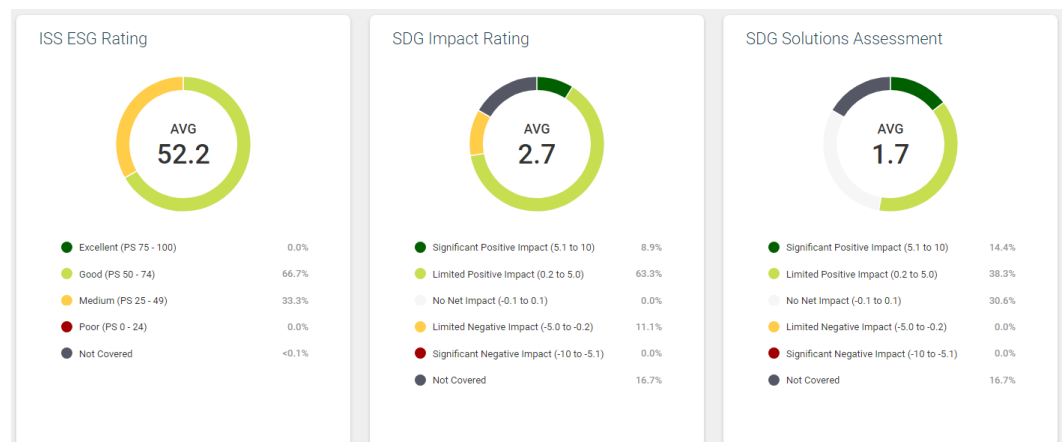 ISS ESG Rating
AVG
52.2
Excellent (PS 75 - 100) 0.0%
Good (PS 50 - 74) 66.7%
Medium (PS 25 - 49) 33.3%
Poor (PS 0 - 24) 0.0%
Not Covered <0.1%
SDG Impact Rating
AVG
2.7
Significant Positive Impact (5.1 to 10) 8.9%
Limited Positive Impact (0.2 to 5.0) 63.3%
No Net Impact (-0.1 to 0.1) 0.0%
Limited Negative Impact (-5.0 to -0.2) 11.1%
Significant Negative Impact (-10 to -5.1) 0.0%
Not Covered 16.7%
SDG Solutions Assessment
AVG
1.7
Significant Positive Impact (5.1 to 10) 14.4%
Limited Positive Impact (0.2 to 5.0) 38.3%
No Net Impact (-0.1 to 0.1) 30.6%
Limited Negative Impact (-5.0 to -0.2) 0.0%
Significant Negative Impact (-10 to -5.1) 0.0%
Not Covered 16.7%